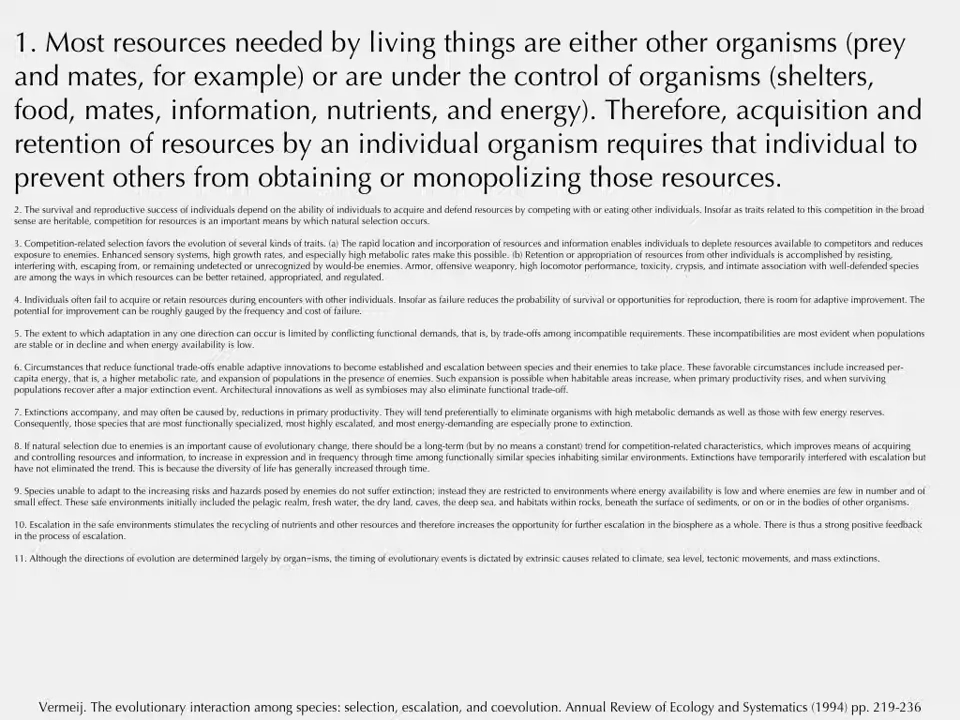 1. Most resources needed by living things are either other organisms (prey
and mates, for example) or are under the control of organisms (shelters,
food, mates, information, nutrients, and energy). Therefore, acquisition and
retention of resources by an individual organism requires that individual to
prevent others from obtaining or monopolizing those resources.
2. The survival and reproductive success of individuals depend on the ability of individuals to acquire and defend resources by competing with or eating other individuals. Insofar as traits related to this competition in the broad
sense are heritable, competition for resources is an important means by which natural selection occurs.
3. Competition-related selection favors the evolution of several kinds of traits. (a) The rapid location and incorporation of resources and information enables individuals to deplete resources available to competitors and reduces
exposure to enemies. Enhanced sensory systems, high growth rates, and especially high metabolic rates make this possible. (b) Retention or appropriation of resources from other individuals is accomplished by resisting,
interfering with, escaping from, or remaining undetected or unrecognized by would-be enemies. Armor, offensive weaponry, high locomotor performance, toxicity, crypsis, and intimate association with well-defended species
are among the ways in which resources can be better retained, appropriated, and regulated.
4. Individuals often fail to acquire or retain resources during encounters with other individuals. Insofar as failure reduces the probability of survival or opportunities for reproduction, there is room for adaptive improvement. The
potential for improvement can be roughly gauged by the frequency and cost of failure.
5. The extent to which adaptation in any one direction can occur is limited by conflicting functional demands, that is, by trade-offs among incompatible requirements. These incompatibilities are most evident when populations
are stable or in decline and when energy availability is low.
6. Circumstances that reduce functional trade-offs enable adaptive innovations to become established and escalation between species and their enemies to take place. These favorable circumstances include increased per-
capita energy, that is, a higher metabolic rate, and expansion of populations in the presence of enemies. Such expansion is possible when habitable areas increase, when primary productivity rises, and when surviving
populations recover after a major extinction event. Architectural innovations as well as symbioses may also eliminate functional trade-off.
7. Extinctions accompany, and may often be caused by, reductions in primary productivity. They will tend preferentially to eliminate organisms with high metabolic demands as well as those with few energy reserves.
Consequently, those species that are most functionally specialized, most highly escalated, and most energy-demanding are especially prone to extinction.
8. If natural selection due to enemies is an important cause of evolutionary change, there should be a long-term (but by no means a constant) trend for competition-related characteristics, which improves means of acquiring
and controlling resources and information, to increase in expression and in frequency through time among functionally similar species inhabiting similar environments. Extinctions have temporarily interfered with escalation but
have not eliminated the trend. This is because the diversity of life has generally increased through time.
9. Species unable to adapt to the increasing risks and hazards posed by enemies do not suffer extinction; instead they are restricted to environments where energy availability is low and where enemies are few in number and of
small effect. These safe environments initially included the pelagic realm, fresh water, the dry land, caves, the deep sea, and habitats within rocks, beneath the surface of sediments, or on or in the bodies of other organisms.
10. Escalation in the safe environments stimulates the recycling of nutrients and other resources and therefore increases the opportunity for further escalation in the biosphere as a whole. There is thus a strong positive feedback
in the process of escalation.
11. Although the directions of evolution are determined largely by organ–isms, the timing of evolutionary events is dictated by extrinsic causes related to climate, sea level, tectonic movements, and mass extinctions.
Vermeij. The evolutionary interaction among species: selection, escalation, and coevolution. Annual Review of Ecology and Systematics (1994) pp. 219-236